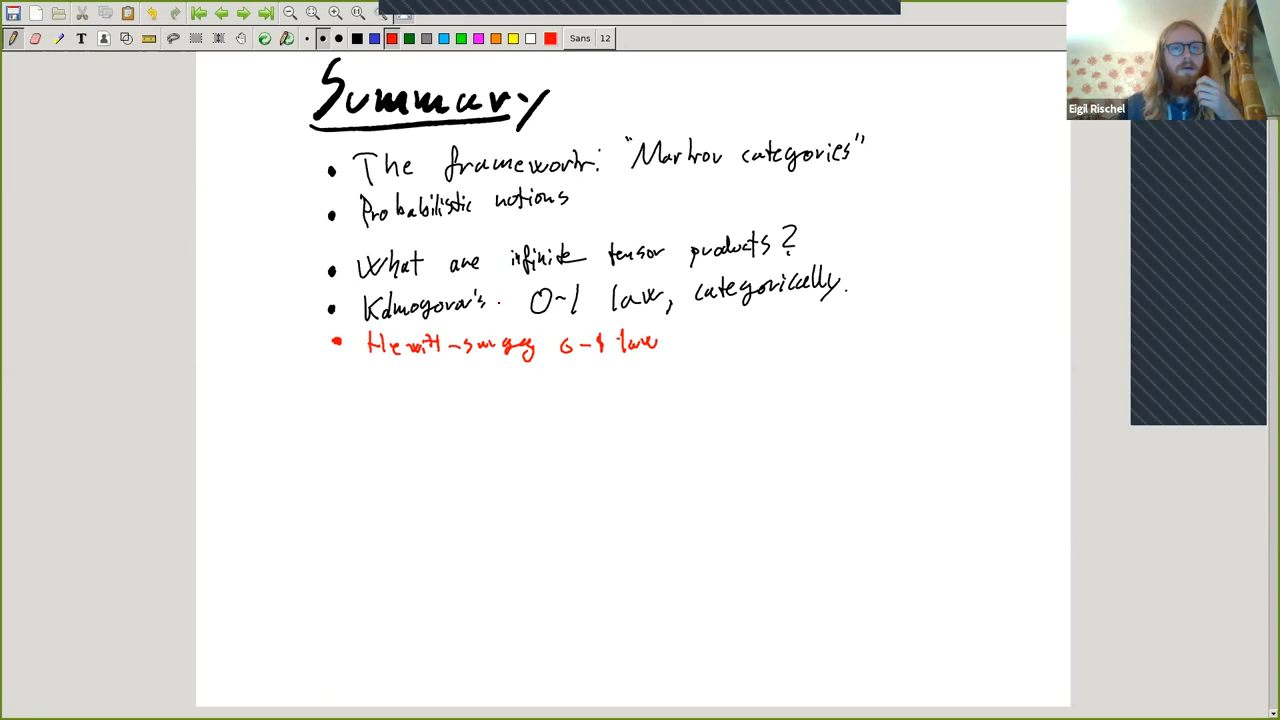 T
Sans 12
Eigil Rischel
Summary
• The framework: "Markov categories"
• Probabilistic notions
• What are infinite tensor products?
• Kolmogorov's 0-1 law, categorically.
• Hewitt-savage 0-1 law